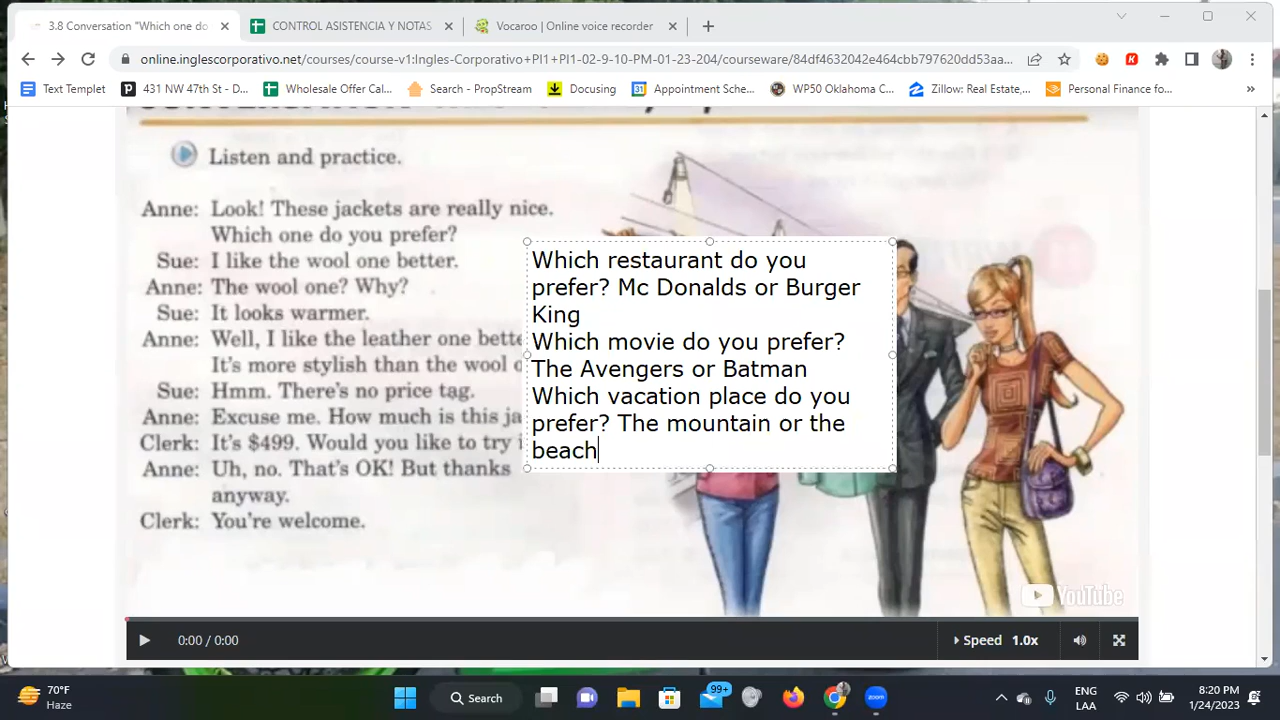 3.8 Conversation "Which one do
CONTROL ASISTENCIA Y NOTAS
Vocaroo | Online voice recorder
online.inglescorporativo.net/courses/course-v1:Ingles-Corporativo+PI1+PI1-02-9-10-PM-01-23-204/courseware/84df4632042e464cbb797620dd53aa...
Text Templet
431 NW 47th St - D...
Wholesale Offer Cal...
Search - PropStream
Docusing
Appointment Sche...
WP50 Oklahoma C...
Zillow: Real Estate,...
Personal Finance fo...
Listen and practice.
Anne: Look! These jackets are really nice.
Which one do you prefer?
Sue: I like the wool one better.
Anne: The wool one? Why?
Sue: It looks warmer.
Anne: Well, I like the leather one bette
It's more stylish than the wool o
Sue: Hmm. There's no price tag.
Anne: Excuse me. How much is this ja
Clerk: It's $499. Would you like to try i
Anne: Uh, no. That's OK! But thanks
anyway.
Clerk: You're welcome.
Which restaurant do you
prefer? Mc Donalds or Burger
King
Which movie do you prefer?
The Avengers or Batman
Which vacation place do you
prefer? The mountain or the
beach
YouTube
0:00 / 0:00
Speed 1.0x
70°F
Haze
Search
99+
zoom
ENG
LAA
8:20 PM
1/24/2023